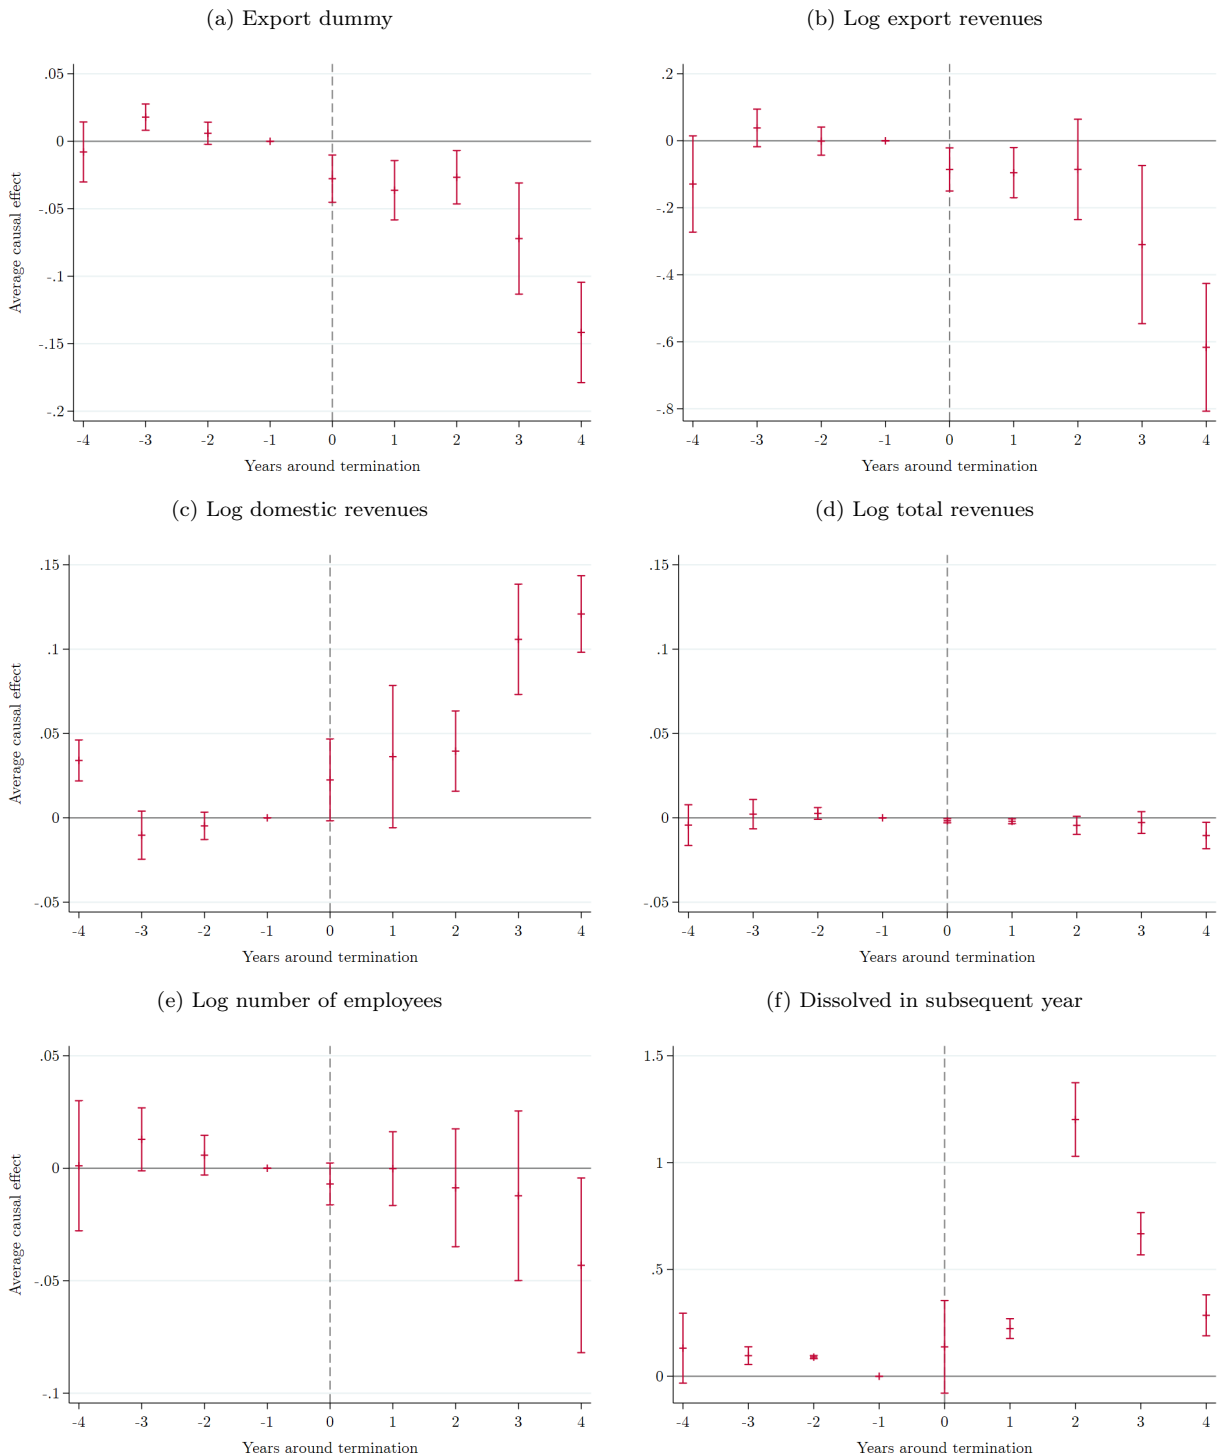 (a) Export dummy
.05
0
-.05
-.1
-.15
-.2
Average causal effect
-4 -3 -2 -1 0 1 2 3 4
Years around termination
(b) Log export revenues
.2
0
-.2
-.4
-.6
-.8
-4 -3 -2 -1 0 1 2 3 4
Years around termination
(c) Log domestic revenues
.15
.1
.05
0
-.05
Average causal effect
-4 -3 -2 -1 0 1 2 3 4
Years around termination
(d) Log total revenues
.15
.1
.05
0
-.05
-4 -3 -2 -1 0 1 2 3 4
Years around termination
(e) Log number of employees
.05
0
-.05
-.1
Average causal effect
-4 -3 -2 -1 0 1 2 3 4
Years around termination
(f) Dissolved in subsequent year
1.5
1
.5
0
-4 -3 -2 -1 0 1 2 3 4
Years around termination